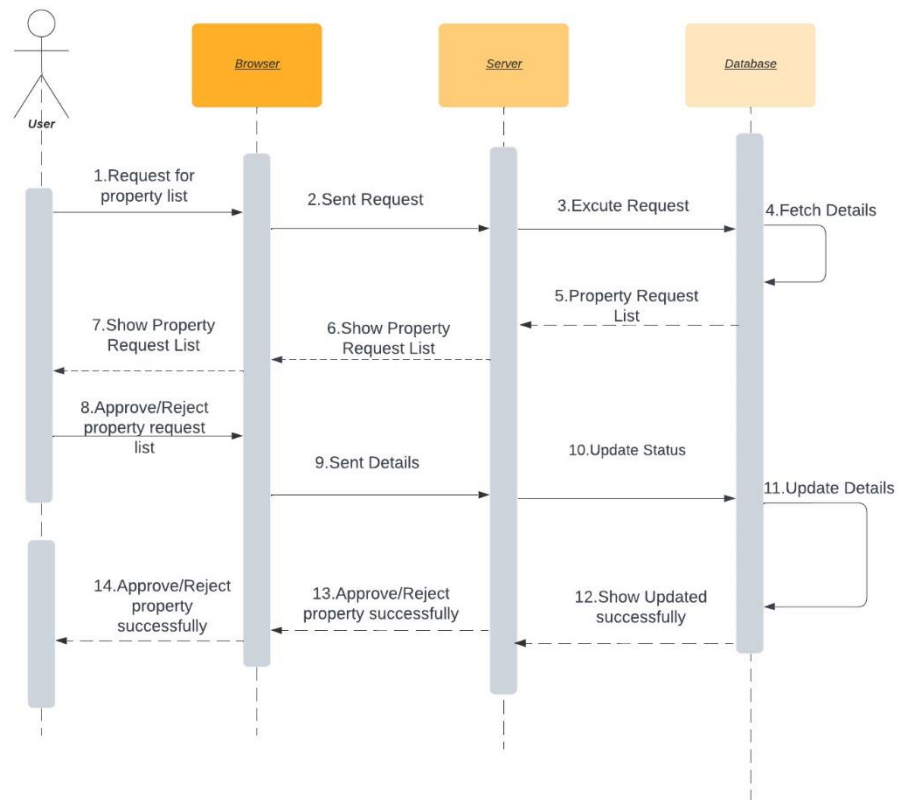 Browser
Server
Database
User
1.Request for
property list
2.Sent Request
3.Excute Request
4.Fetch Details
5.Property Request
List
6.Show Property
Request List
7.Show Property
Request List
8.Approve/Reject
property request
list
9.Sent Details
10.Update Status
11.Update Details
12.Show Updated
successfully
13.Approve/Reject
property successfully
14.Approve/Reject
property
successfully